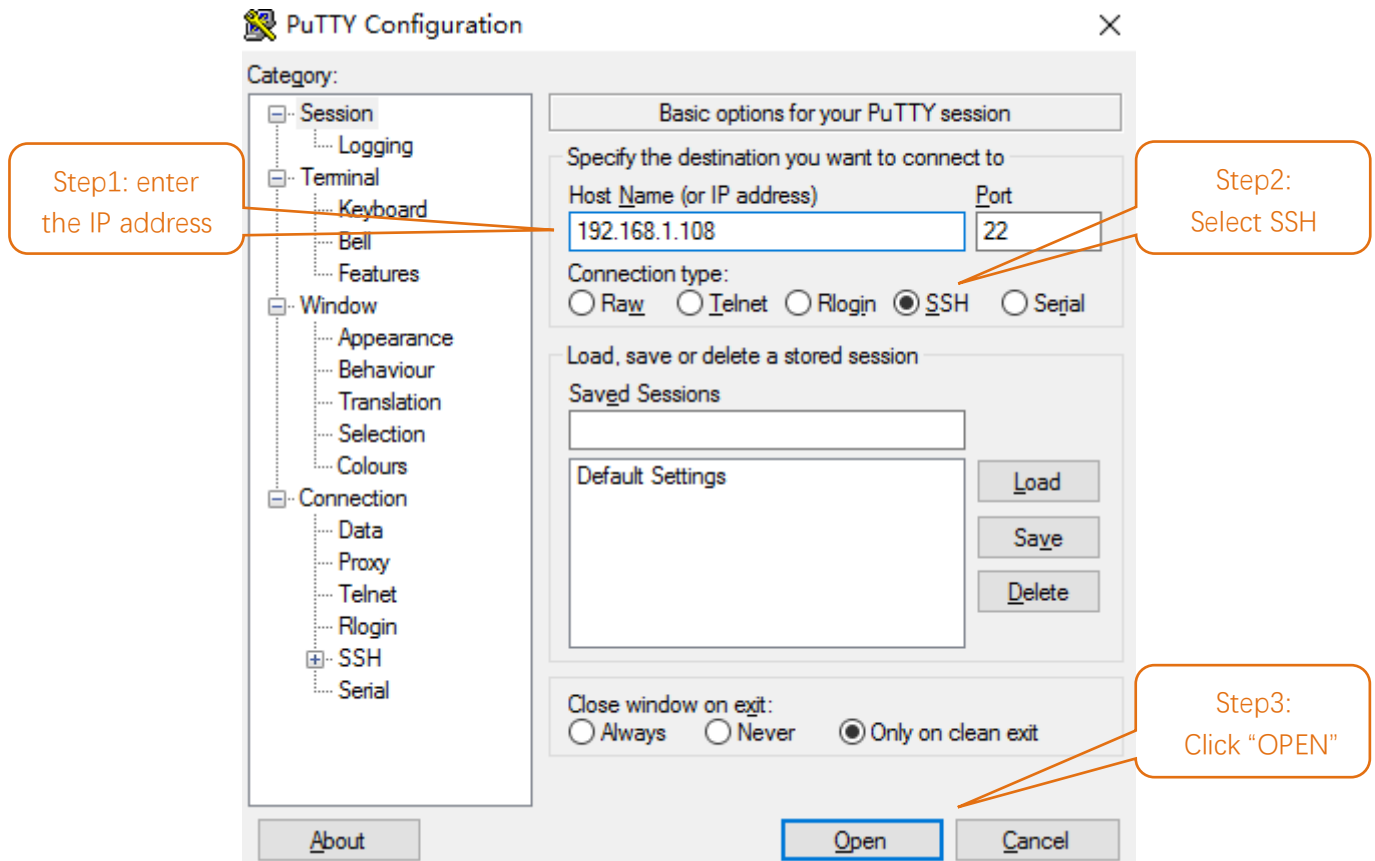 PuTTY Configuration
Category:
Session
Logging
Terminal
Keyboard
Bell
Features
Window
Appearance
Behaviour
Translation
Selection
Colours
Connection
Data
Proxy
Telnet
Rlogin
SSH
Serial
Basic options for your PuTTY session
Specify the destination you want to connect to
Host Name (or IP address) Port
192.168.1.108 22
Connection type:
Raw Telnet Rlogin SSH Serial
Load, save or delete a stored session
Saved Sessions
Default Settings
Load
Save
Delete
Close window on exit:
Always Never Only on clean exit
About Open Cancel
Step1: enter
the IP address
Step2:
Select SSH
Step3:
Click “OPEN”